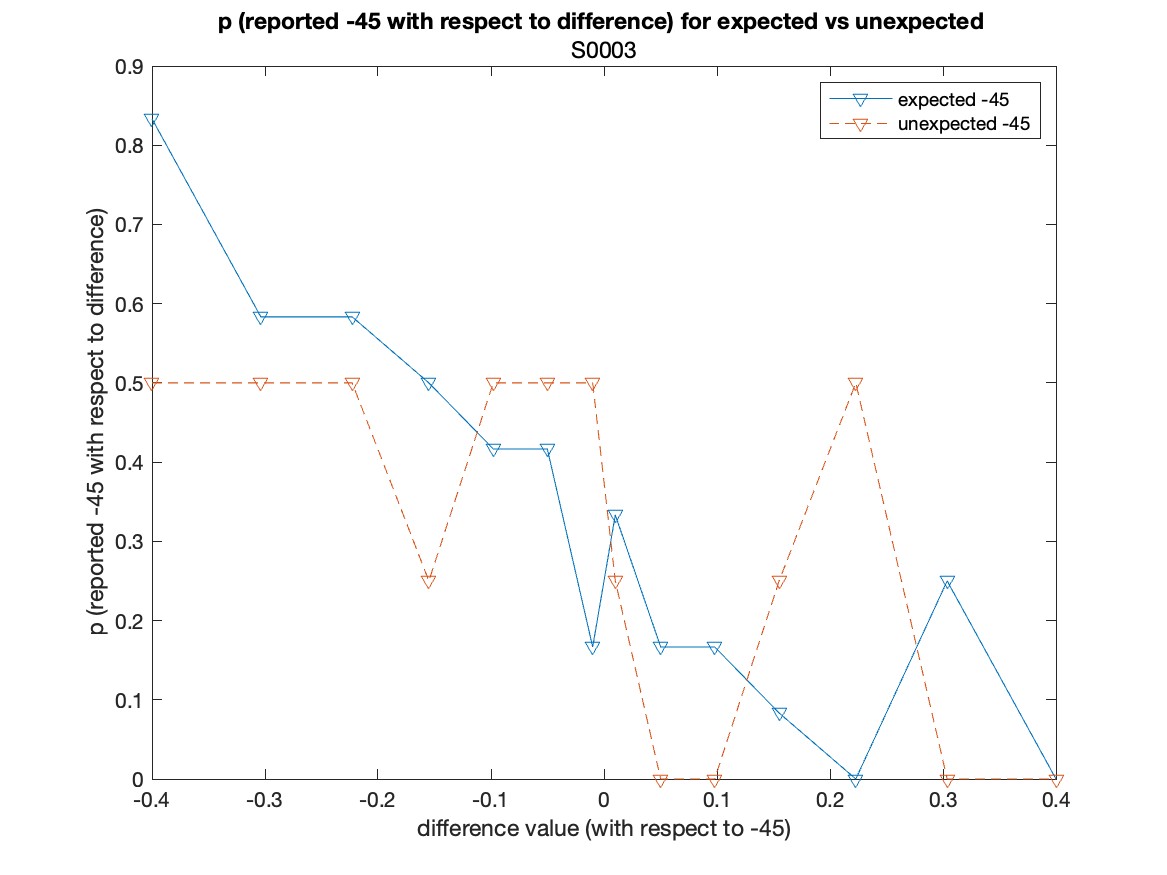 p (reported -45 with respect to difference) for expected vs unexpected
S0003
expected -45
unexpected -45
p (reported -45 with respect to difference)
0.9
0.8
0.7
0.6
0.5
0.4
0.3
0.2
0.1
0
-0.4 -0.3 -0.2 -0.1 0 0.1 0.2 0.3 0.4
difference value (with respect to -45)